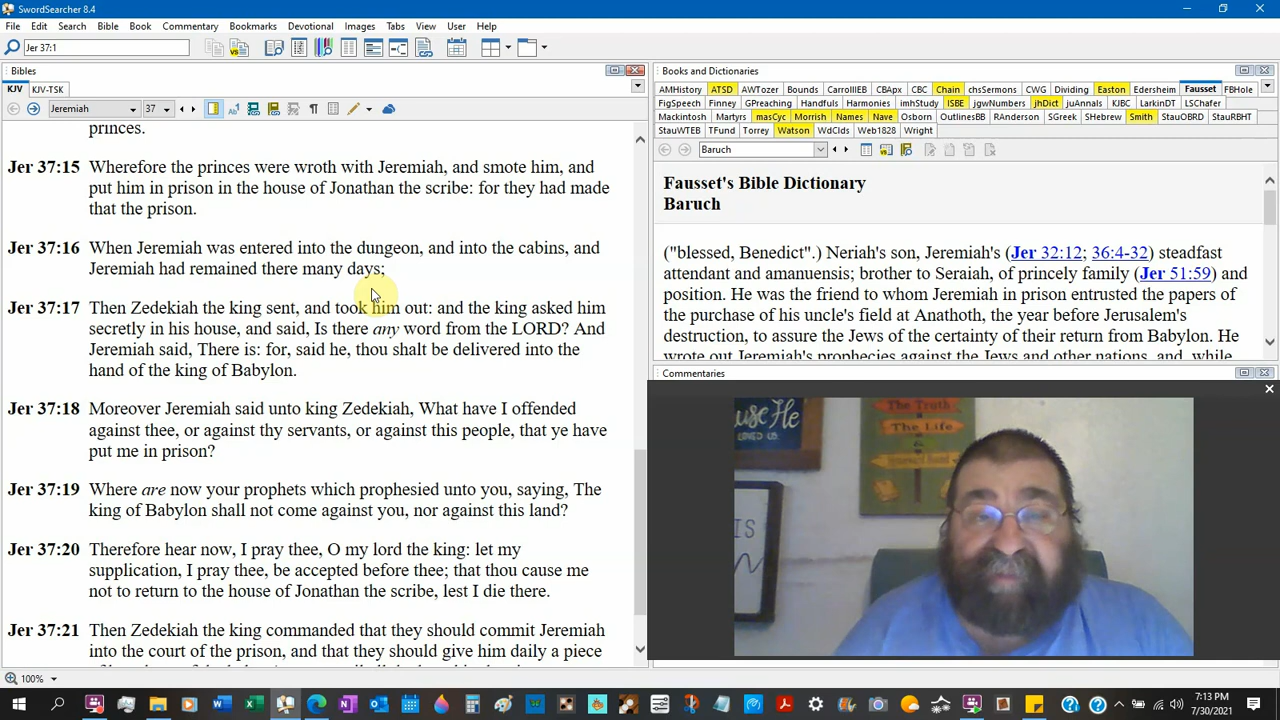 SwordSearcher 8.4
File Edit Search Bible Book Commentary Bookmarks Devotional Images Tabs View User Help
Jer 37:1
Bibles
KJV KJV-TSK
Jeremiah 37
princes.
Jer 37:15 Wherefore the princes were wroth with Jeremiah, and smote him, and
put him in prison in the house of Jonathan the scribe: for they had made
that the prison.
Jer 37:16 When Jeremiah was entered into the dungeon, and into the cabins, and
Jeremiah had remained there many days;
Jer 37:17 Then Zedekiah the king sent, and took him out: and the king asked him
secretly in his house, and said, Is there any word from the LORD? And
Jeremiah said, There is: for, said he, thou shalt be delivered into the
hand of the king of Babylon.
Jer 37:18 Moreover Jeremiah said unto king Zedekiah, What have I offended
against thee, or against thy servants, or against this people, that ye have
put me in prison?
Jer 37:19 Where are now your prophets which prophesied unto you, saying, The
king of Babylon shall not come against you, nor against this land?
Jer 37:20 Therefore hear now, I pray thee, O my lord the king: let my
supplication, I pray thee, be accepted before thee; that thou cause me
not to return to the house of Jonathan the scribe, lest I die there.
Jer 37:21 Then Zedekiah the king commanded that they should commit Jeremiah
into the court of the prison, and that they should give him daily a piece
100%
Books and Dictionaries
AMHistory ATSD AWTozer Bounds CarrollEIB CBApx CBC Chain chsSermons CWG Dividing Easton Edersheim Fausset FBHole
FigSpeech Finney GPreaching Handfuls Harmonies imhStudy ISBE jgwNumbers jhDict juAnnals KJBC LarkinDT LSChafer
Mackintosh Martyrs masCyc Morrish Names Nave Osborn OutlinesBB RAnderson SGreek SHebrew Smith StauOBRD StauRBHT
StauWTEB TFund Torrey Watson WdClds Web1828 Wright
Baruch
Fausset's Bible Dictionary
Baruch
("blessed, Benedict".) Neriah's son, Jeremiah's (Jer 32:12; 36:4-32) steadfast
attendant and amanuensis; brother to Seraiah, of princely family (Jer 51:59) and
position. He was the friend to whom Jeremiah in prison entrusted the papers of
the purchase of his uncle's field at Anathoth, the year before Jerusalem's
destruction, to assure the Jews of the certainty of their return from Babylon. He
wrote out Jeremiah's prophecies against the Jews and other nations, and, while
Commentaries
The Truth
The Life
LOVED US.
7:13 PM
7/30/2021